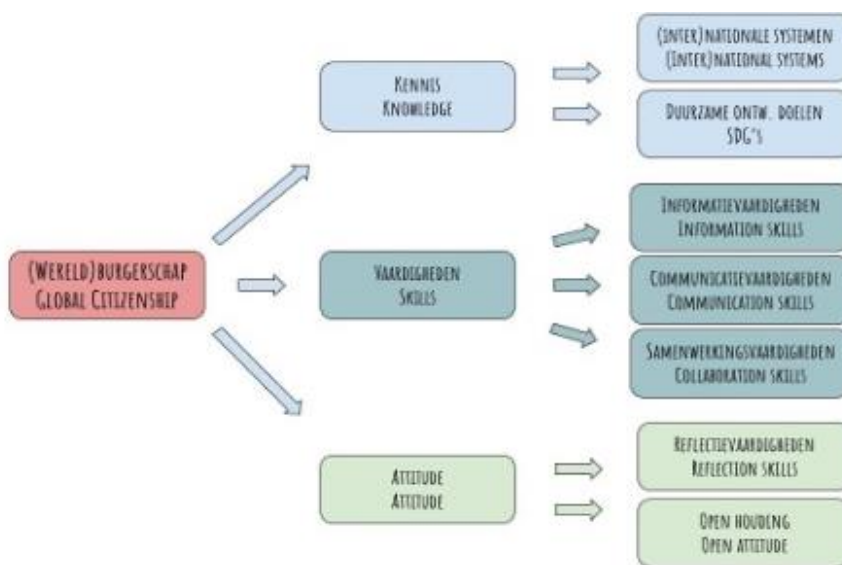 (Wereld)burgerschap
Global Citizenship
Kennis
Knowledge
(inter)nationale systemen
(Inter)national systems
Duurzame ontw. doelen
SDG's
Vaardigheden
Skills
Informatievaardigheden
Information skills
Communicatievaardigheden
Communication skills
Samenwerkingsvaardigheden
Collaboration skills
Attitude
Attitude
Reflectievaardigheden
Reflection skills
Open houding
Open attitude